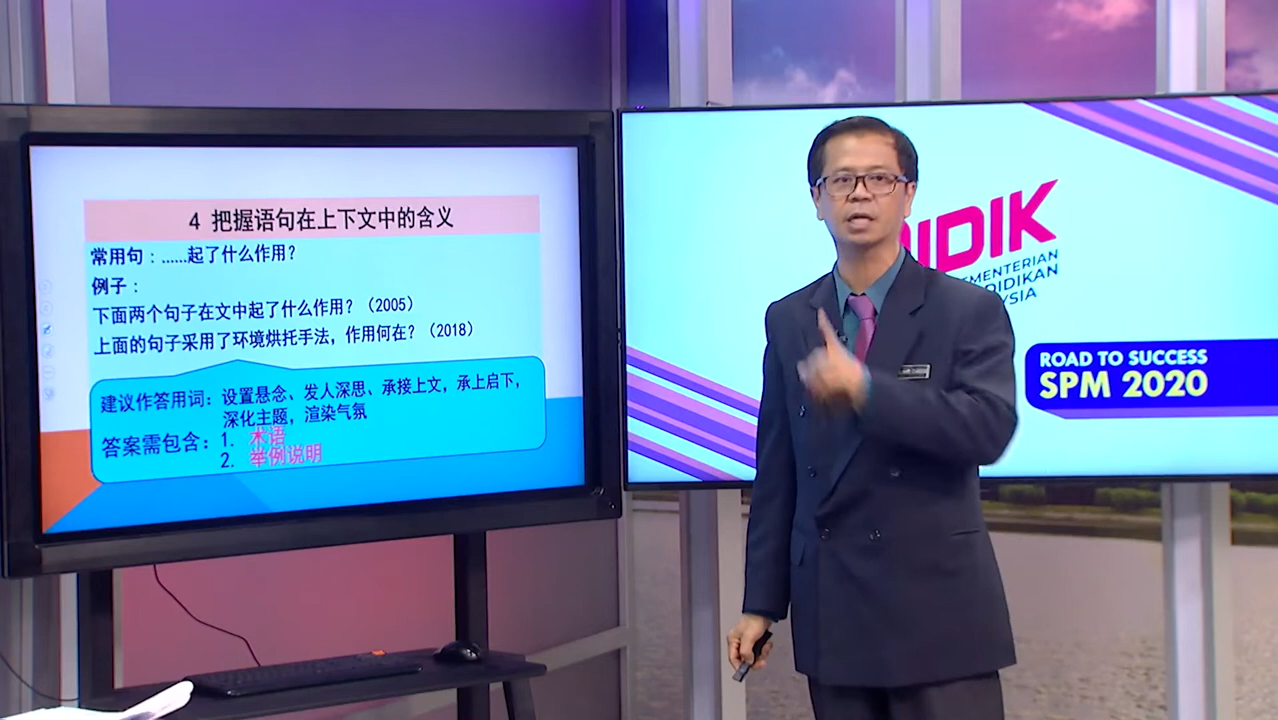 4 把握语句在上下文中的含义
常用句：……起了什么作用？
例子：
下面两个句子在文中起了什么作用？（2005）
上面的句子采用了环境烘托手法，作用何在？（2018）
建议作答用词：设置悬念、发人深思、承接上文，承上启下，
深化主题，渲染气氛
答案需包含：1. 术语
2. 举例说明
DIDIK
KEMENTERIAN
ROAD TO SUCCESS
SPM 2020